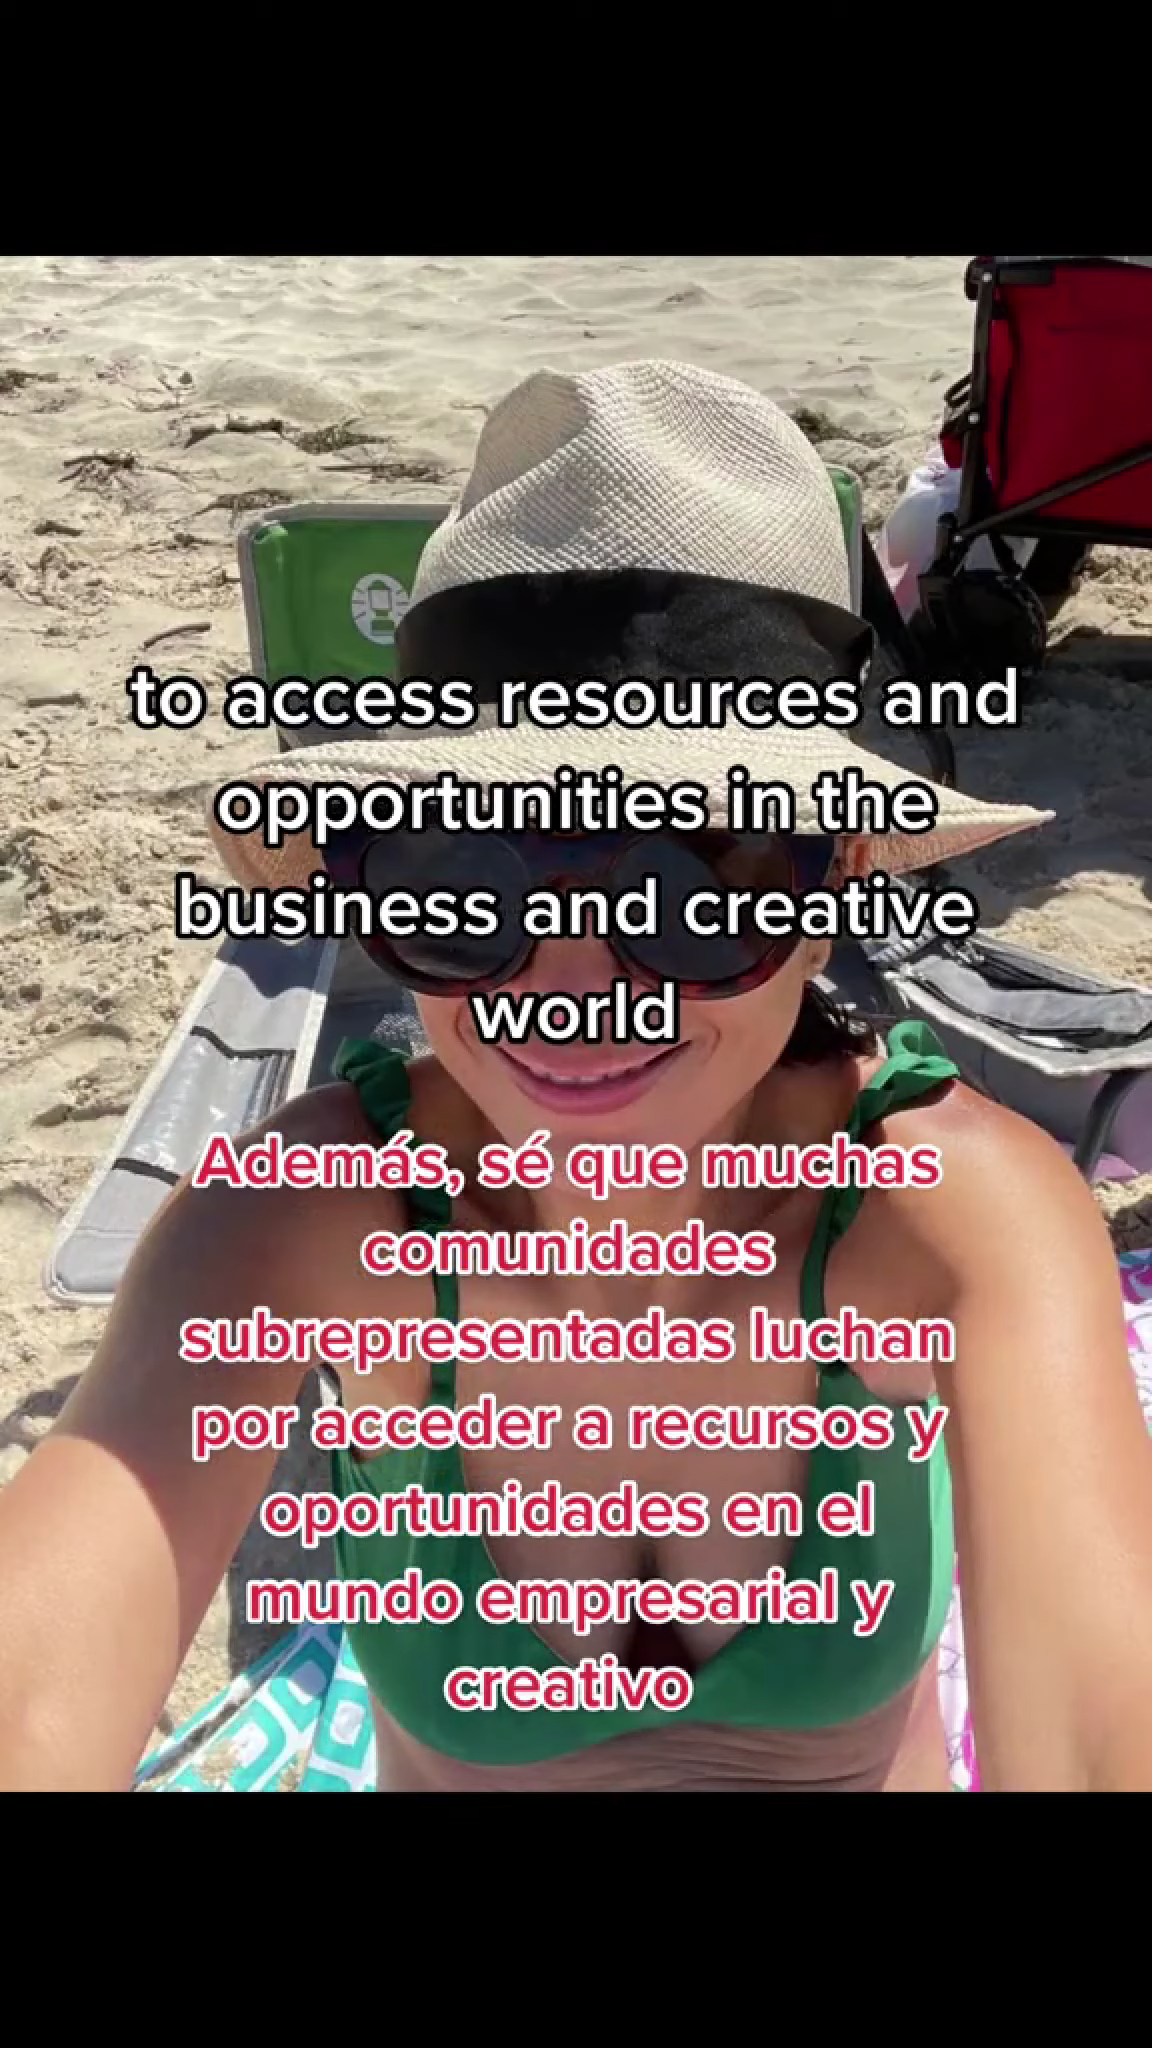 to access resources and
opportunities in the
business and creative
world
Además, sé que muchas
comunidades
subrepresentadas luchan
por acceder a recursos y
oportunidades en el
mundo empresarial y
creativo